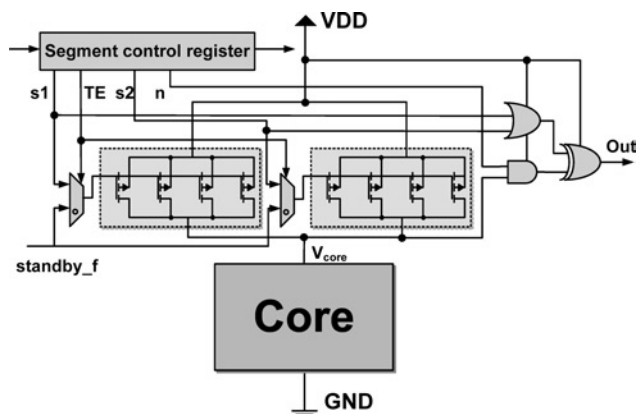 VDD
Segment control register
s1 TE s2 n
Out
standby_f
Vcore
Core
GND